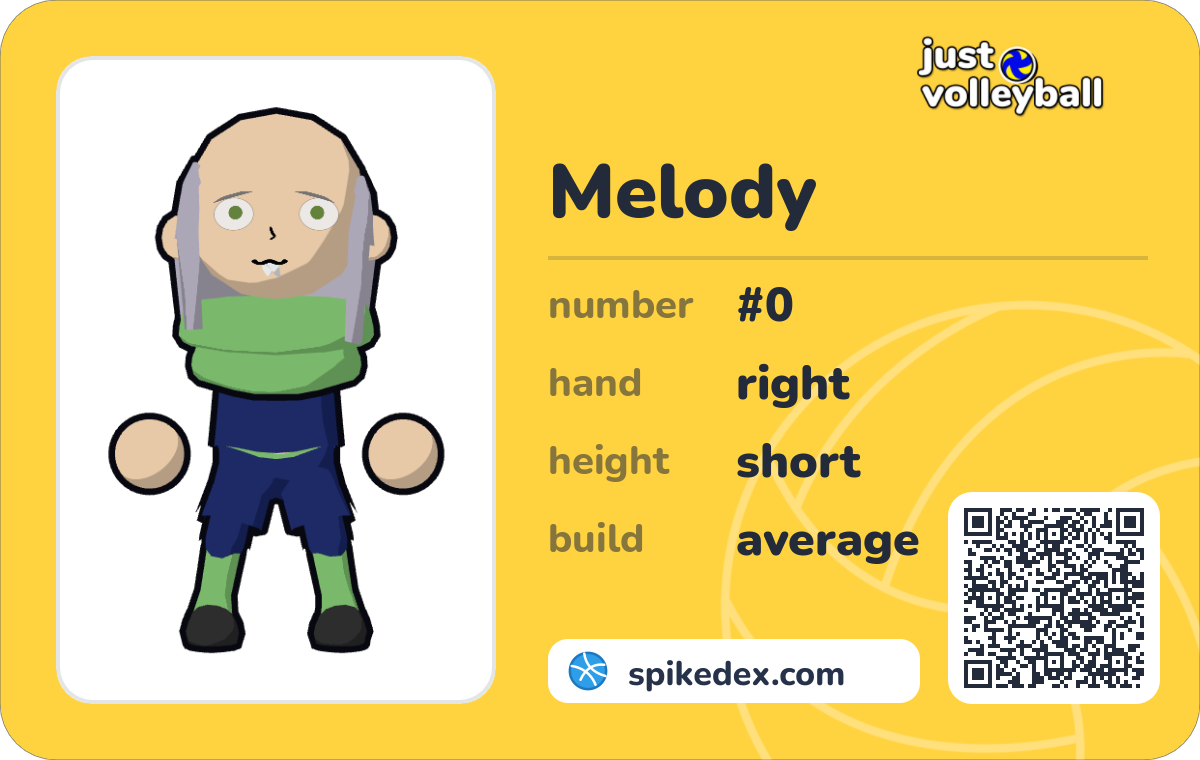 just
volleyball
Melody
number #0
hand right
height short
build average
spikedex.com